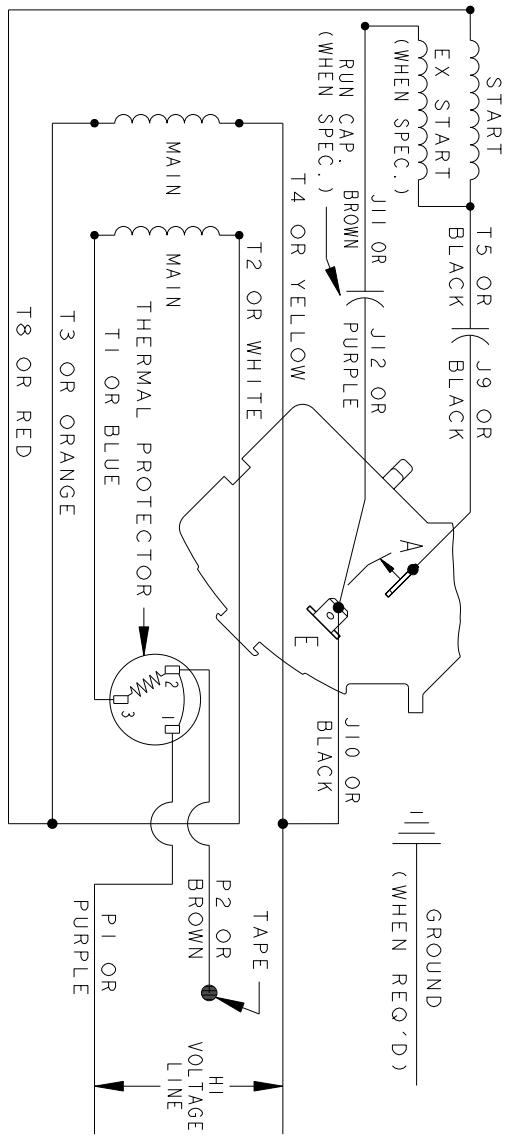 START
EX START
(WHEN SPEC.)
RUN CAP.
(WHEN SPEC.)
T5 OR
BLACK
J9 OR
BLACK
J11 OR
BROWN
J12 OR
PURPLE
A
E
J10 OR
BLACK
GROUND
(WHEN REQ'D)
MAIN
MAIN
T4 OR YELLOW
T2 OR WHITE
THERMAL PROTECTOR
T1 OR BLUE
T3 OR ORANGE
T8 OR RED
2
1
3
TAPE
P2 OR
BROWN
P1 OR
PURPLE
HI
VOLTAGE
LINE